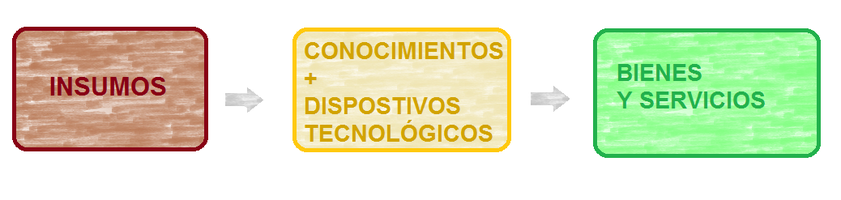 INSUMOS
CONOCIMIENTOS
+
DISPOSTIVOS
TECNOLÓGICOS
BIENES
Y SERVICIOS